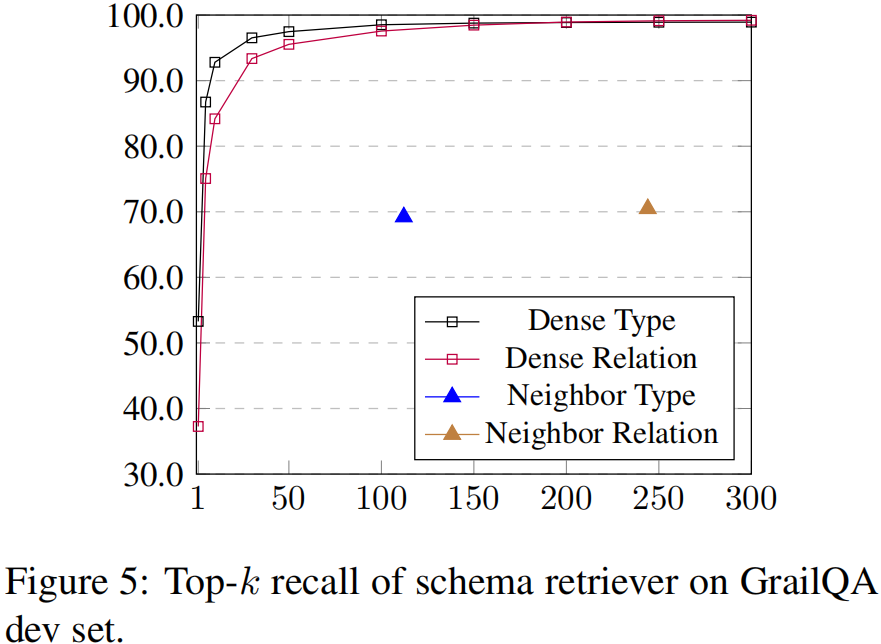 100.0
90.0
80.0
70.0
60.0
50.0
40.0
30.0
1 50 100 150 200 250 300
Dense Type
Dense Relation
Neighbor Type
Neighbor Relation
Figure 5: Top-k recall of schema retriever on GrailQA
dev set.